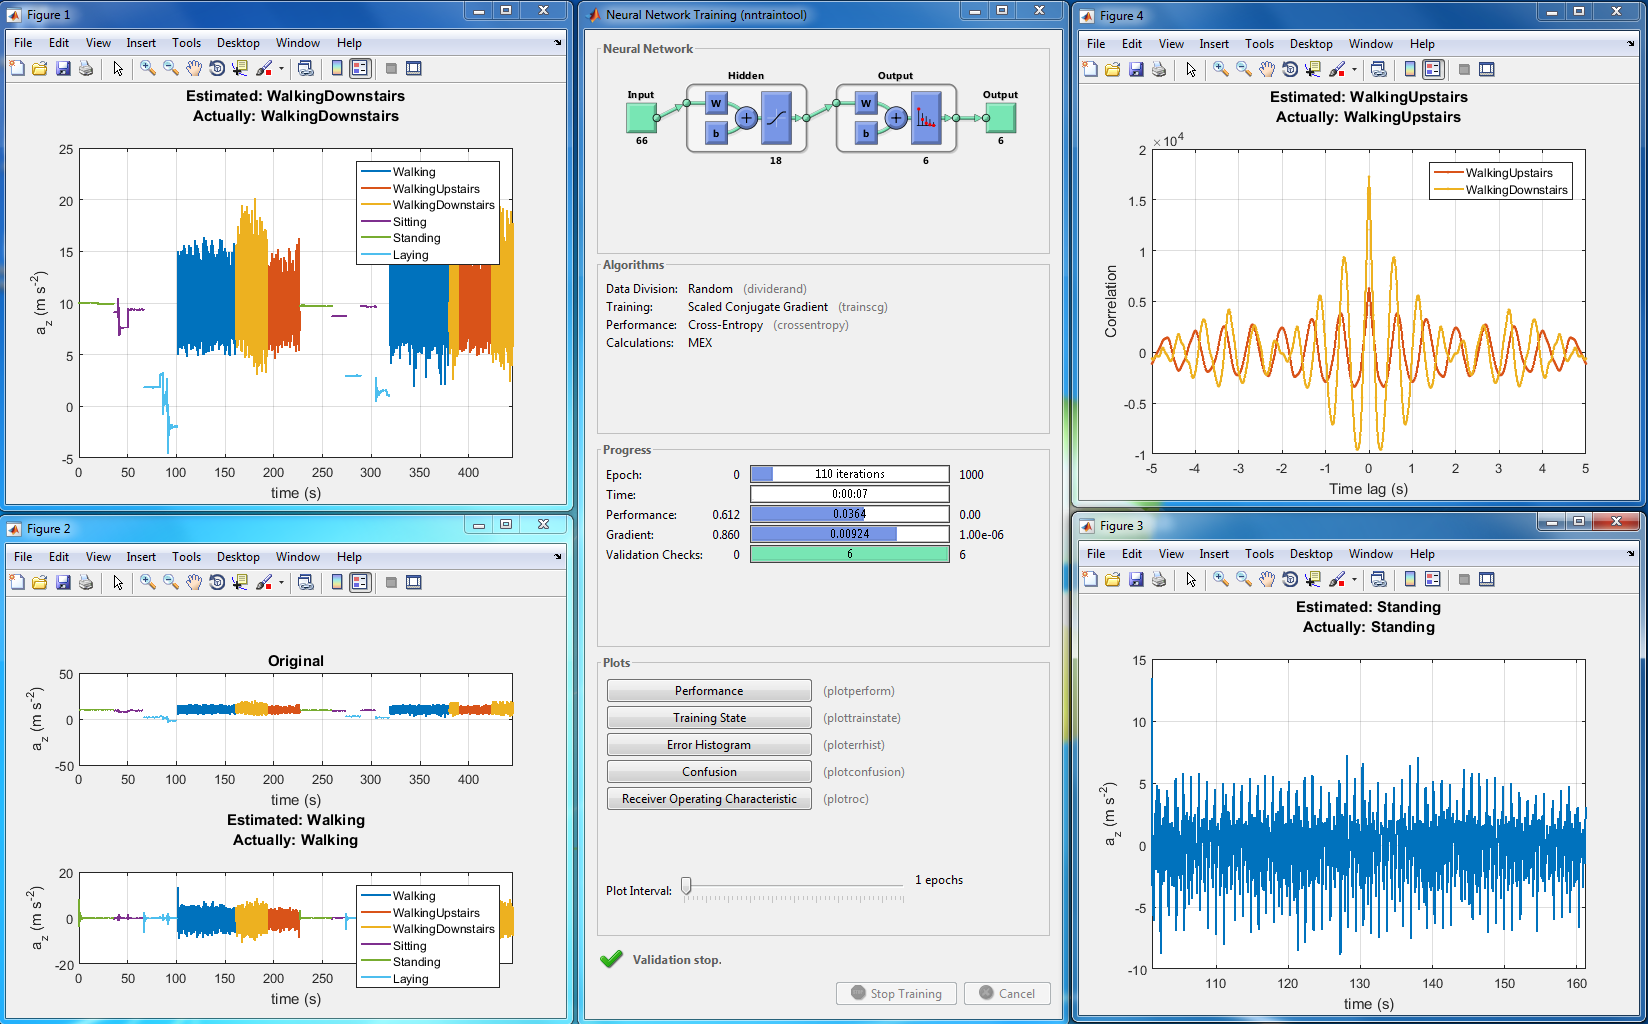 Figure 1
File Edit View Insert Tools Desktop Window Help
Estimated: WalkingDownstairs
Actually: WalkingDownstairs
25
20
15
10
5
0
-5
a_z (m s^-2)
Walking
WalkingUpstairs
WalkingDownstairs
Sitting
Standing
Laying
0 50 100 150 200 250 300 350 400
time (s)
Figure 2
File Edit View Insert Tools Desktop Window Help
Original
50
0
-50
a_z (m s^-2)
0 50 100 150 200 250 300 350 400
time (s)
Estimated: Walking
Actually: Walking
20
0
-20
a_z (m s^-2)
Walking
WalkingUpstairs
WalkingDownstairs
Sitting
Standing
Laying
0 50 100 150 200 250 300 350 400
time (s)
Neural Network Training (nntraintool)
Neural Network
Hidden Output
Input Output
W W
b b
+ +
66 18 6 6
Algorithms
Data Division: Random (dividerand)
Training: Scaled Conjugate Gradient (trainscg)
Performance: Cross-Entropy (crossentropy)
Calculations: MEX
Progress
Epoch: 0 110 iterations 1000
Time: 0:00:07
Performance: 0.612 0.0364 0.00
Gradient: 0.860 0.00924 1.00e-06
Validation Checks: 0 6 6
Plots
Performance (plotperform)
Training State (plottrainstate)
Error Histogram (ploterrhist)
Confusion (plotconfusion)
Receiver Operating Characteristic (plotroc)
Plot Interval: 1 epochs
Validation stop.
Stop Training Cancel
Figure 4
File Edit View Insert Tools Desktop Window Help
Estimated: WalkingUpstairs
Actually: WalkingUpstairs
×10^4
2
1.5
1
0.5
0
-0.5
-1
Correlation
WalkingUpstairs
WalkingDownstairs
-5 -4 -3 -2 -1 0 1 2 3 4 5
Time lag (s)
Figure 3
File Edit View Insert Tools Desktop Window Help
Estimated: Standing
Actually: Standing
15
10
5
0
-5
-10
a_z (m s^-2)
110 120 130 140 150 160
time (s)